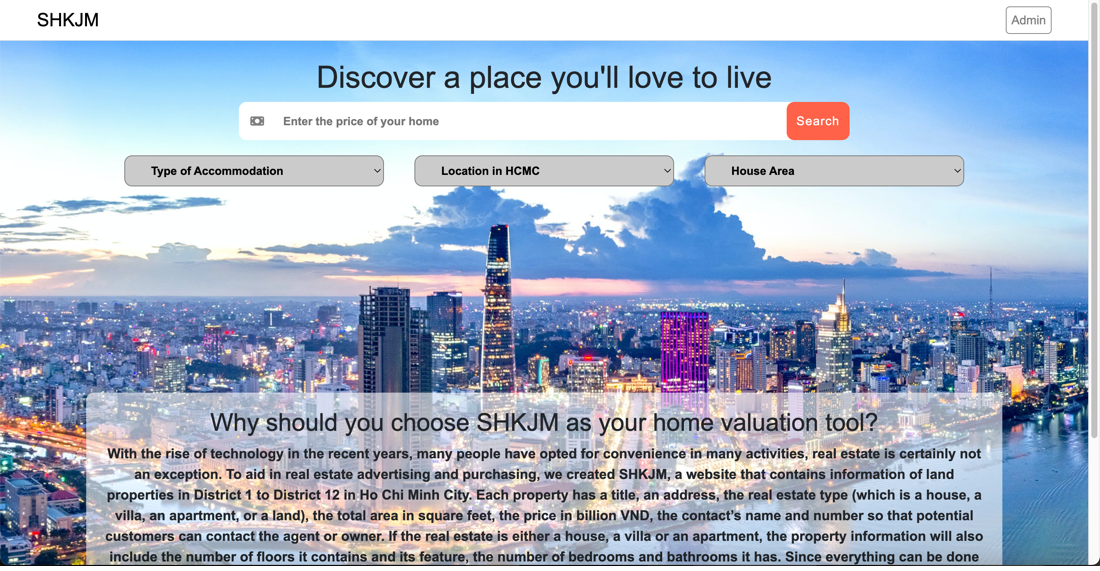 SHKJM
Admin
Discover a place you'll love to live
Enter the price of your home
Search
Type of Accommodation
Location in HCMC
House Area
Why should you choose SHKJM as your home valuation tool?
With the rise of technology in the recent years, many people have opted for convenience in many activities, real estate is certainly not
an exception. To aid in real estate advertising and purchasing, we created SHKJM, a website that contains information of land
properties in District 1 to District 12 in Ho Chi Minh City. Each property has a title, an address, the real estate type (which is a house, a
villa, an apartment, or a land), the total area in square feet, the price in billion VND, the contact's name and number so that potential
customers can contact the agent or owner. If the real estate is either a house, a villa or an apartment, the property information will also
include the number of floors it contains and its feature, the number of bedrooms and bathrooms it has. Since everything can be done